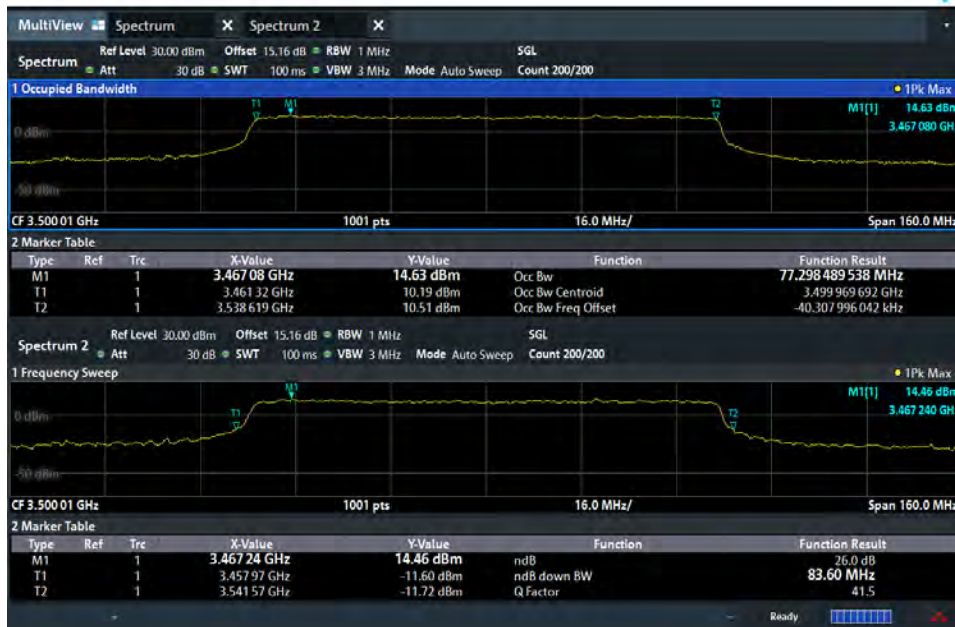 MultiView Spectrum X Spectrum 2 X
Ref Level 30.00 dBm Offset 15.16 dB RBW 1 MHz SGL
Spectrum Att 30 dB SWT 100 ms VBW 3 MHz Mode Auto Sweep Count 200/200
1 Occupied Bandwidth 1Pk Max
T1 M1 T2 M1[1] 14.63 dBm
3.467 080 GH
0 dBm
-50 dBm
CF 3.500 01 GHz 1001 pts 16.0 MHz/ Span 160.0 MHz
2 Marker Table
Type Ref Trc X-Value Y-Value Function Function Result
M1 1 3.467 08 GHz 14.63 dBm Occ Bw 77.298 489 538 MHz
T1 1 3.461 32 GHz 10.19 dBm Occ Bw Centroid 3.499 969 692 GHz
T2 1 3.538 619 GHz 10.51 dBm Occ Bw Freq Offset -40.307 996 042 kHz
Ref Level 30.00 dBm Offset 15.16 dB RBW 1 MHz SGL
Spectrum 2 Att 30 dB SWT 100 ms VBW 3 MHz Mode Auto Sweep Count 200/200
1 Frequency Sweep 1Pk Max
M1 M1[1] 14.46 dBm
3.467 240 GH
0 dBm T1 T2
-50 dBm
CF 3.500 01 GHz 1001 pts 16.0 MHz/ Span 160.0 MHz
2 Marker Table
Type Ref Trc X-Value Y-Value Function Function Result
M1 1 3.467 24 GHz 14.46 dBm ndB 26.0 dB
T1 1 3.457 97 GHz -11.60 dBm ndB down BW 83.60 MHz
T2 1 3.541 57 GHz -11.72 dBm Q Factor 41.5
Ready